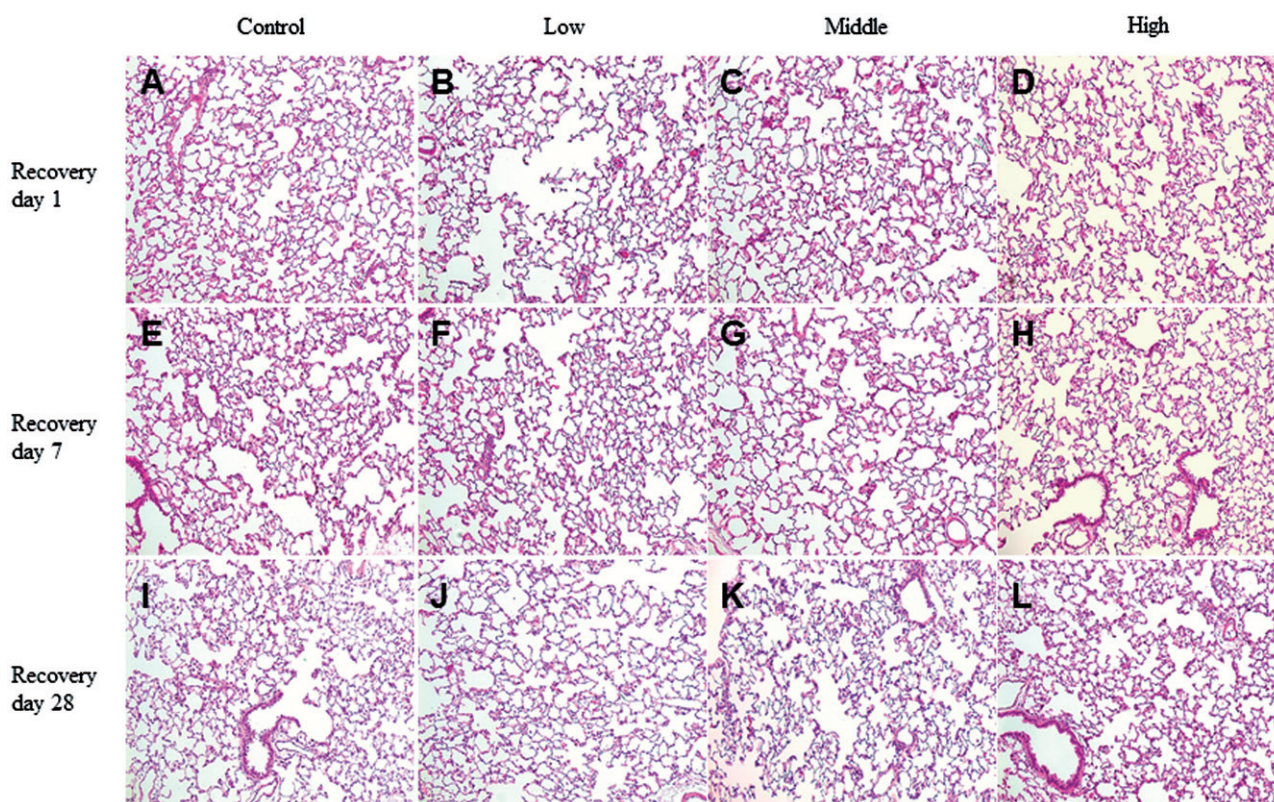 Control Low Middle High
A B C D
Recovery
day 1
E F G H
Recovery
day 7
I J K L
Recovery
day 28